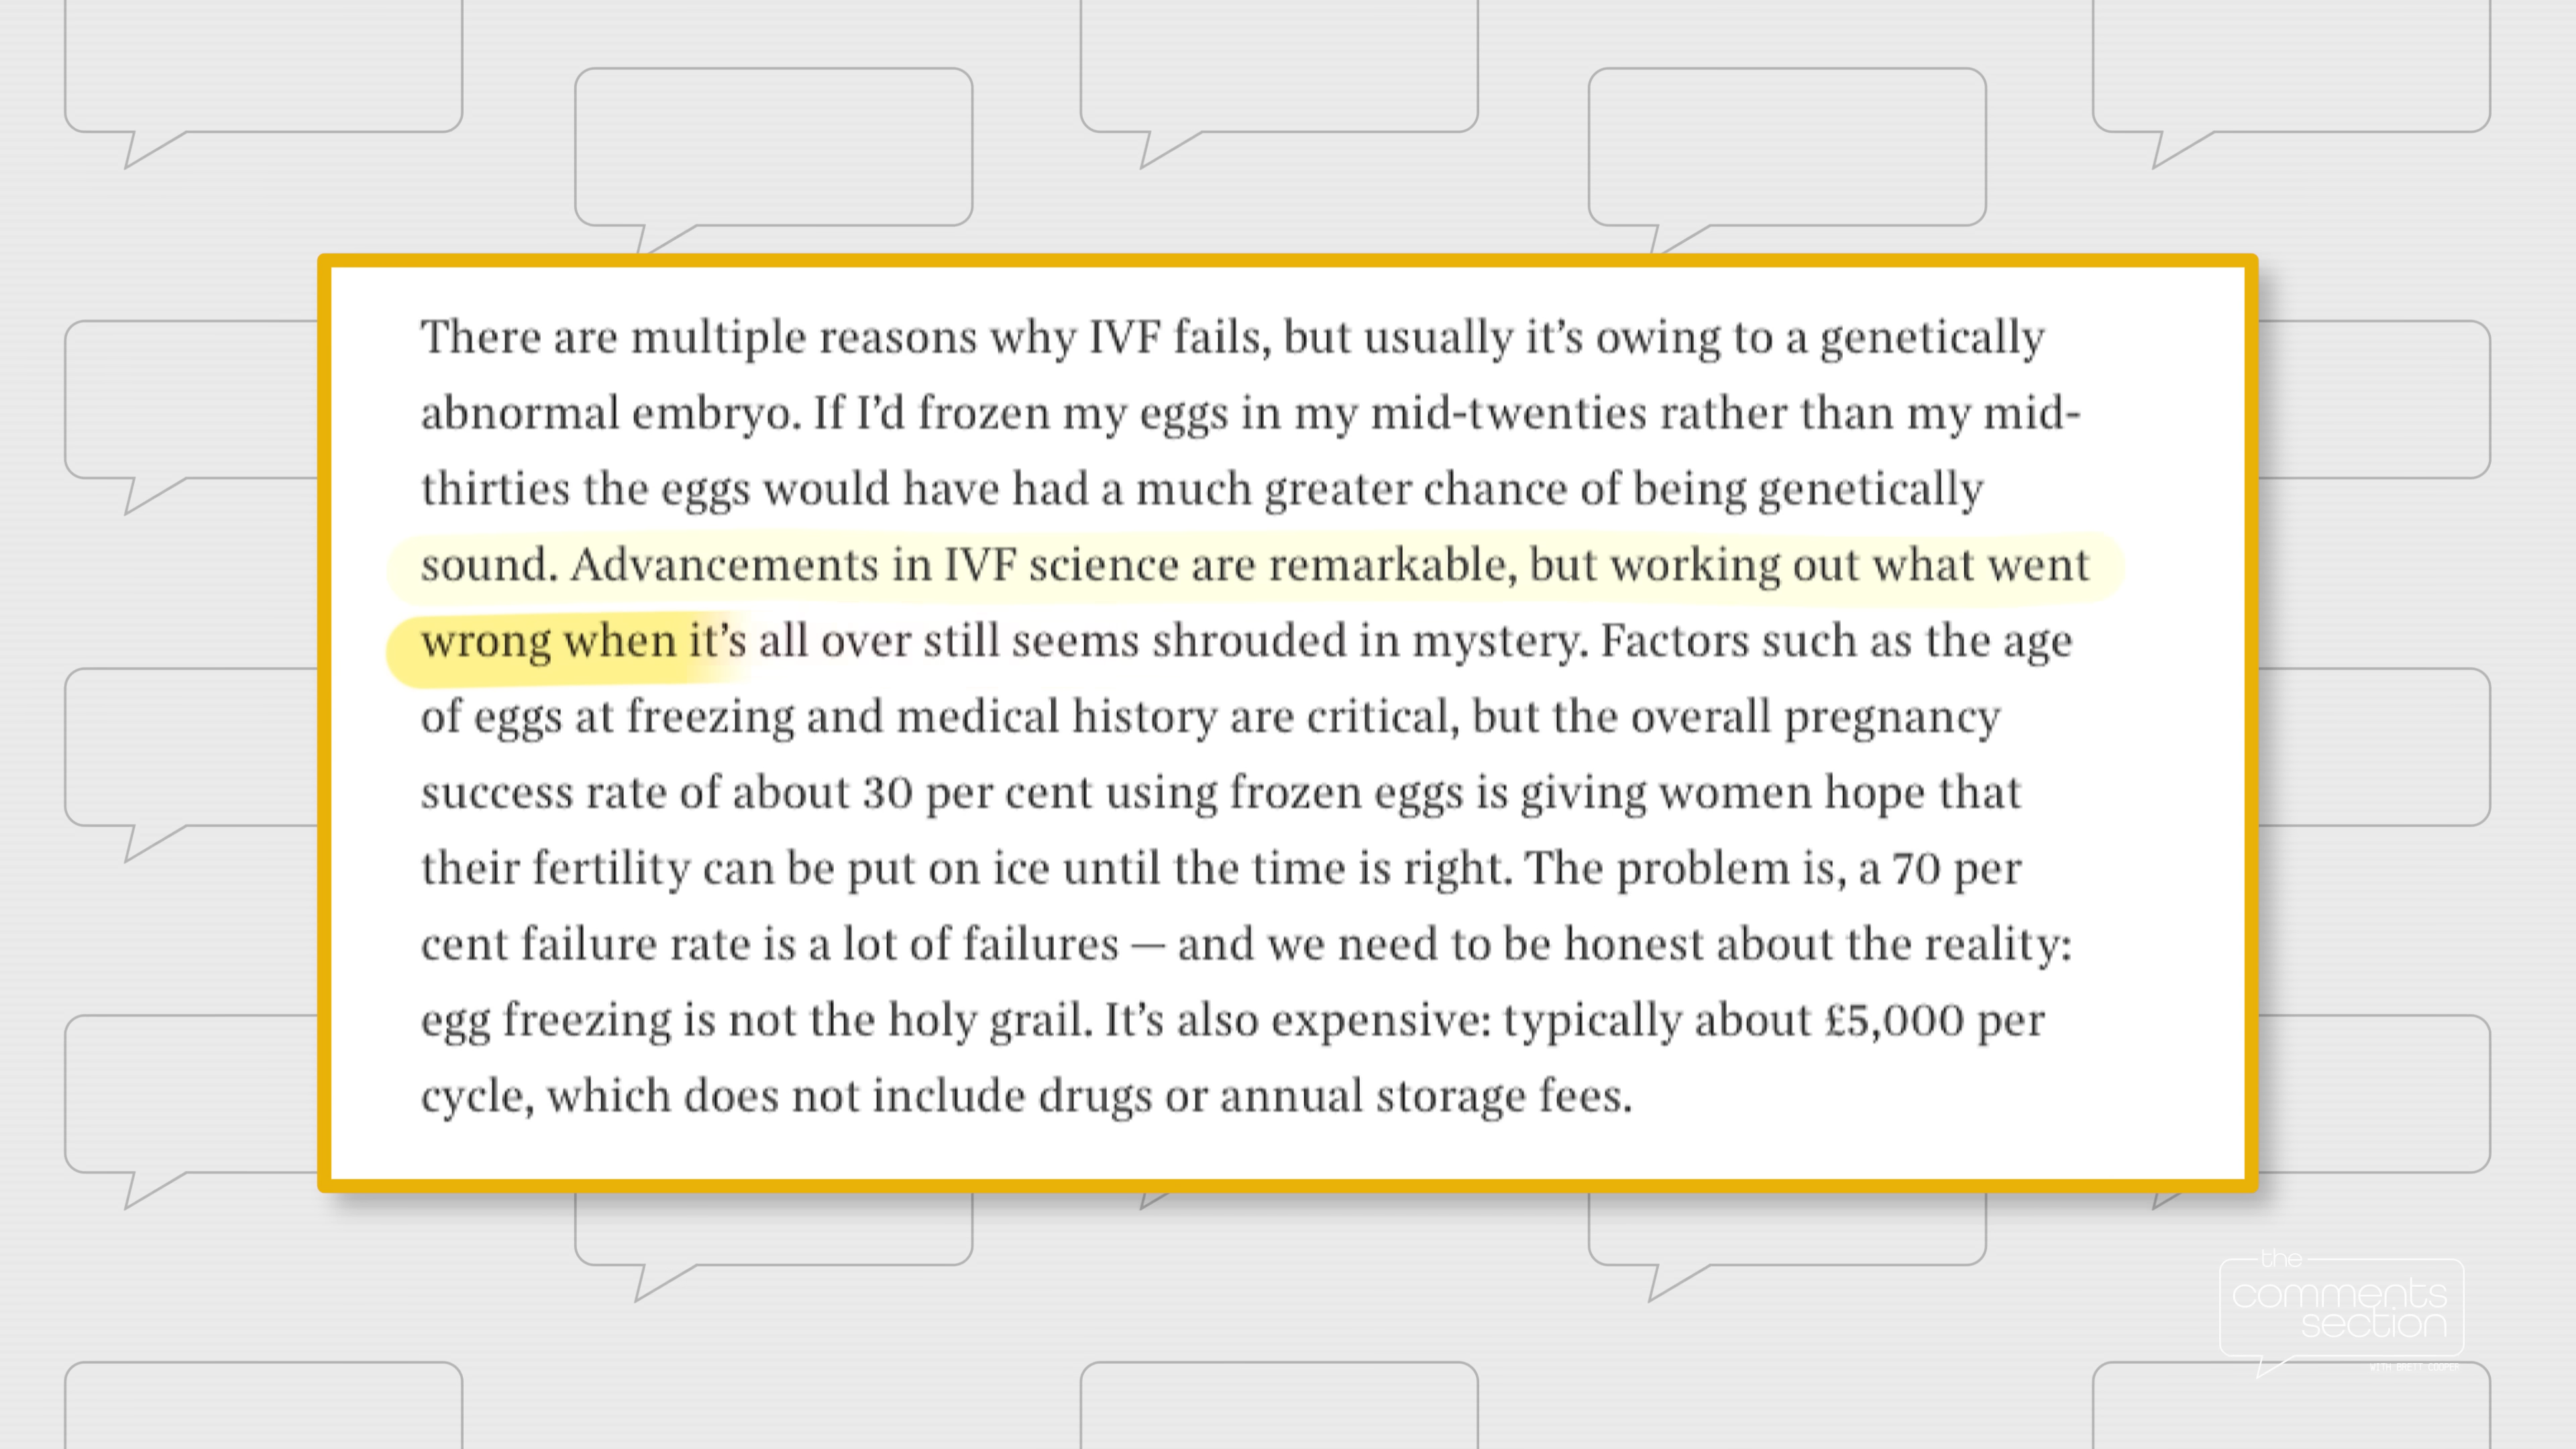 There are multiple reasons why IVF fails, but usually it’s owing to a genetically
abnormal embryo. If I’d frozen my eggs in my mid-twenties rather than my mid-
thirties the eggs would have had a much greater chance of being genetically
sound. Advancements in IVF science are remarkable, but working out what went
wrong when it’s all over still seems shrouded in mystery. Factors such as the age
of eggs at freezing and medical history are critical, but the overall pregnancy
success rate of about 30 per cent using frozen eggs is giving women hope that
their fertility can be put on ice until the time is right. The problem is, a 70 per
cent failure rate is a lot of failures — and we need to be honest about the reality:
egg freezing is not the holy grail. It’s also expensive: typically about £5,000 per
cycle, which does not include drugs or annual storage fees.
the
comments
section
WITH BRETT COOPER